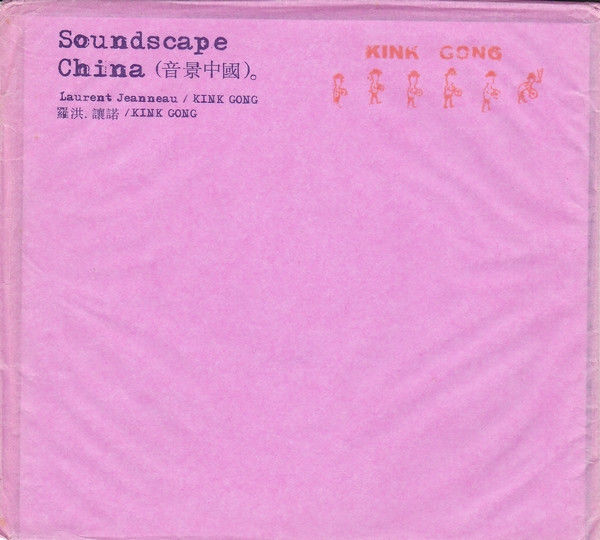 Soundscape
China (音景中國)。
Laurent Jeanneau / KINK GONG
羅洪.讓諾 /KINK GONG
KINK GONG